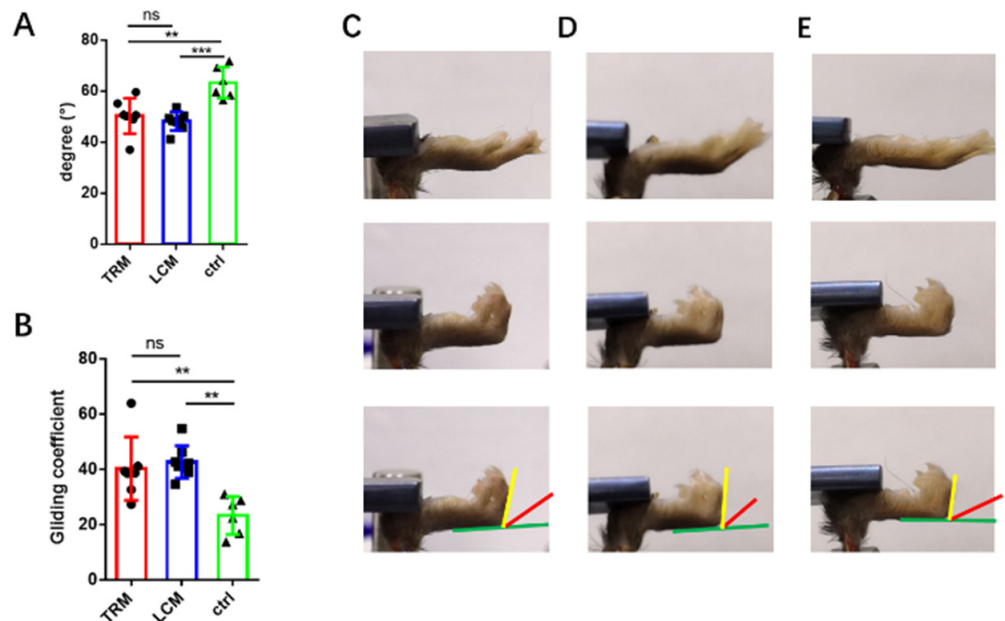 A
ns
**
***
80
60
40
20
0
degree (°)
TRM
LCM
ctrl
B
ns
**
**
80
60
40
20
0
Gliding coefficient
TRM
LCM
ctrl
C
D
E